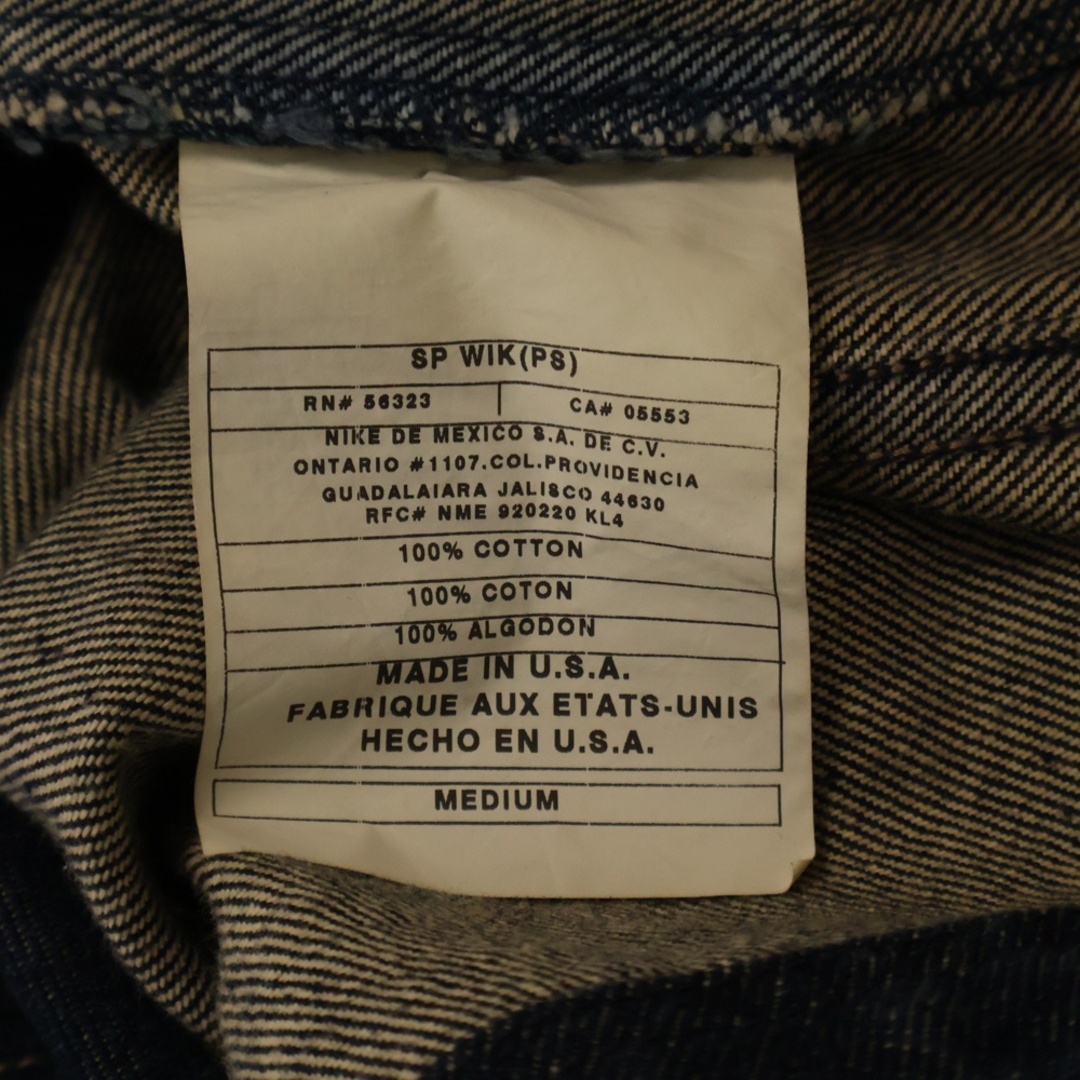 SP WIK(PS)
RN# 56323 CA# 05553
NIKE DE MEXICO S.A. DE C.V.
ONTARIO #1107.COL.PROVIDENCIA
GUADALAIARA JALISCO 44630
RFC# NME 920220 KL4
100% COTTON
100% COTON
100% ALGODON
MADE IN U.S.A.
FABRIQUE AUX ETATS-UNIS
HECHO EN U.S.A.
MEDIUM